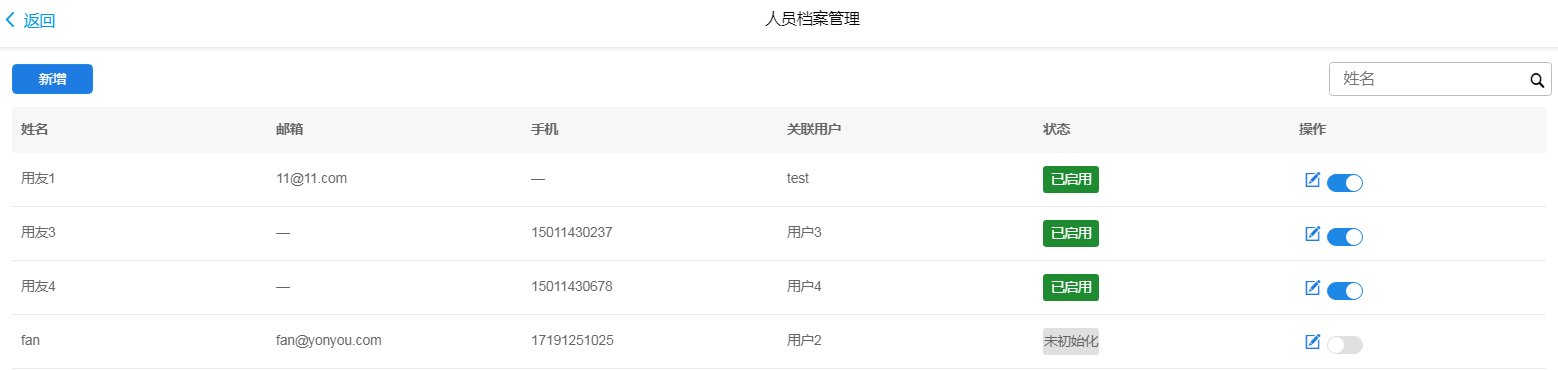 返回 人员档案管理
新增 姓名
姓名 邮箱 手机 关联用户 状态 操作
用友1 11@11.com — test 已启用
用友3 — 15011430237 用户3 已启用
用友4 — 15011430678 用户4 已启用
fan fan@yonyou.com 17191251025 用户2 未初始化